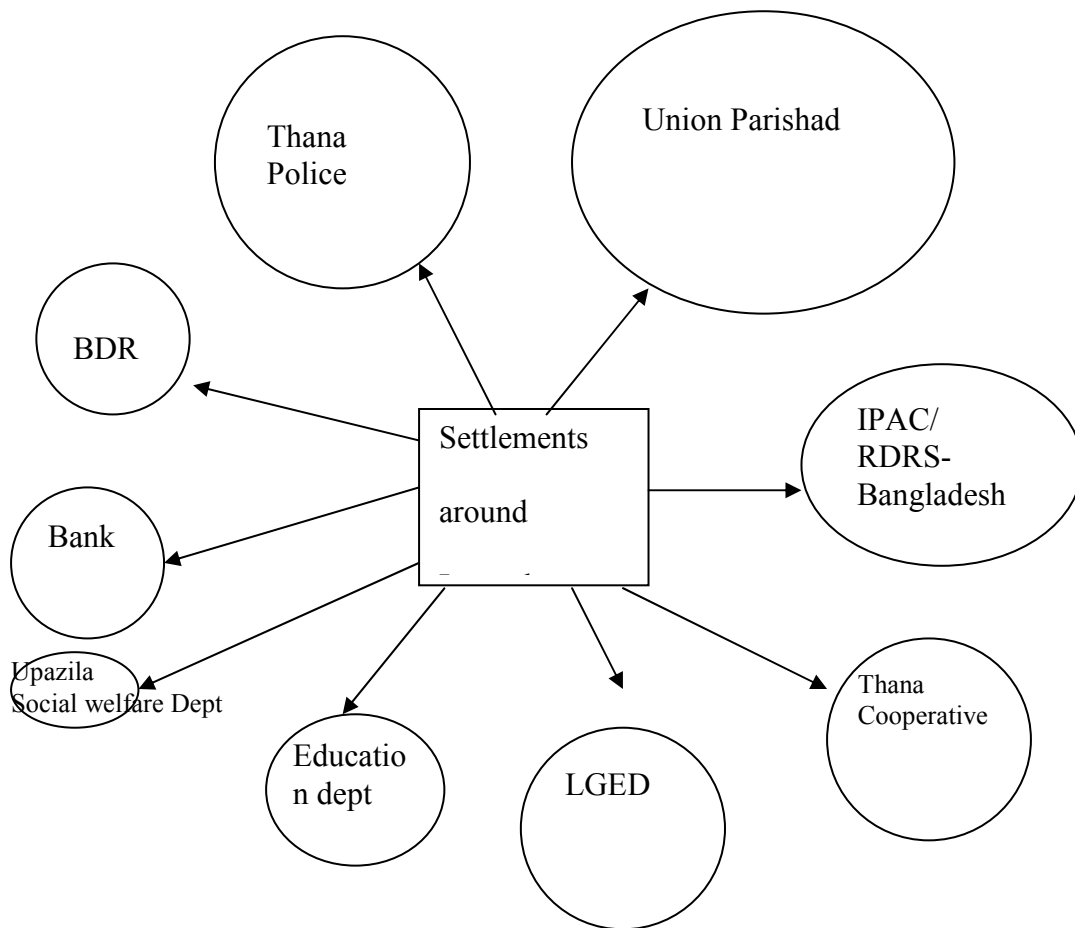 Thana
Police
Union Parishad
BDR
Settlements
around
IPAC/
RDRS-
Bangladesh
Bank
Upazila
Social welfare Dept
Educatio
n dept
LGED
Thana
Cooperative